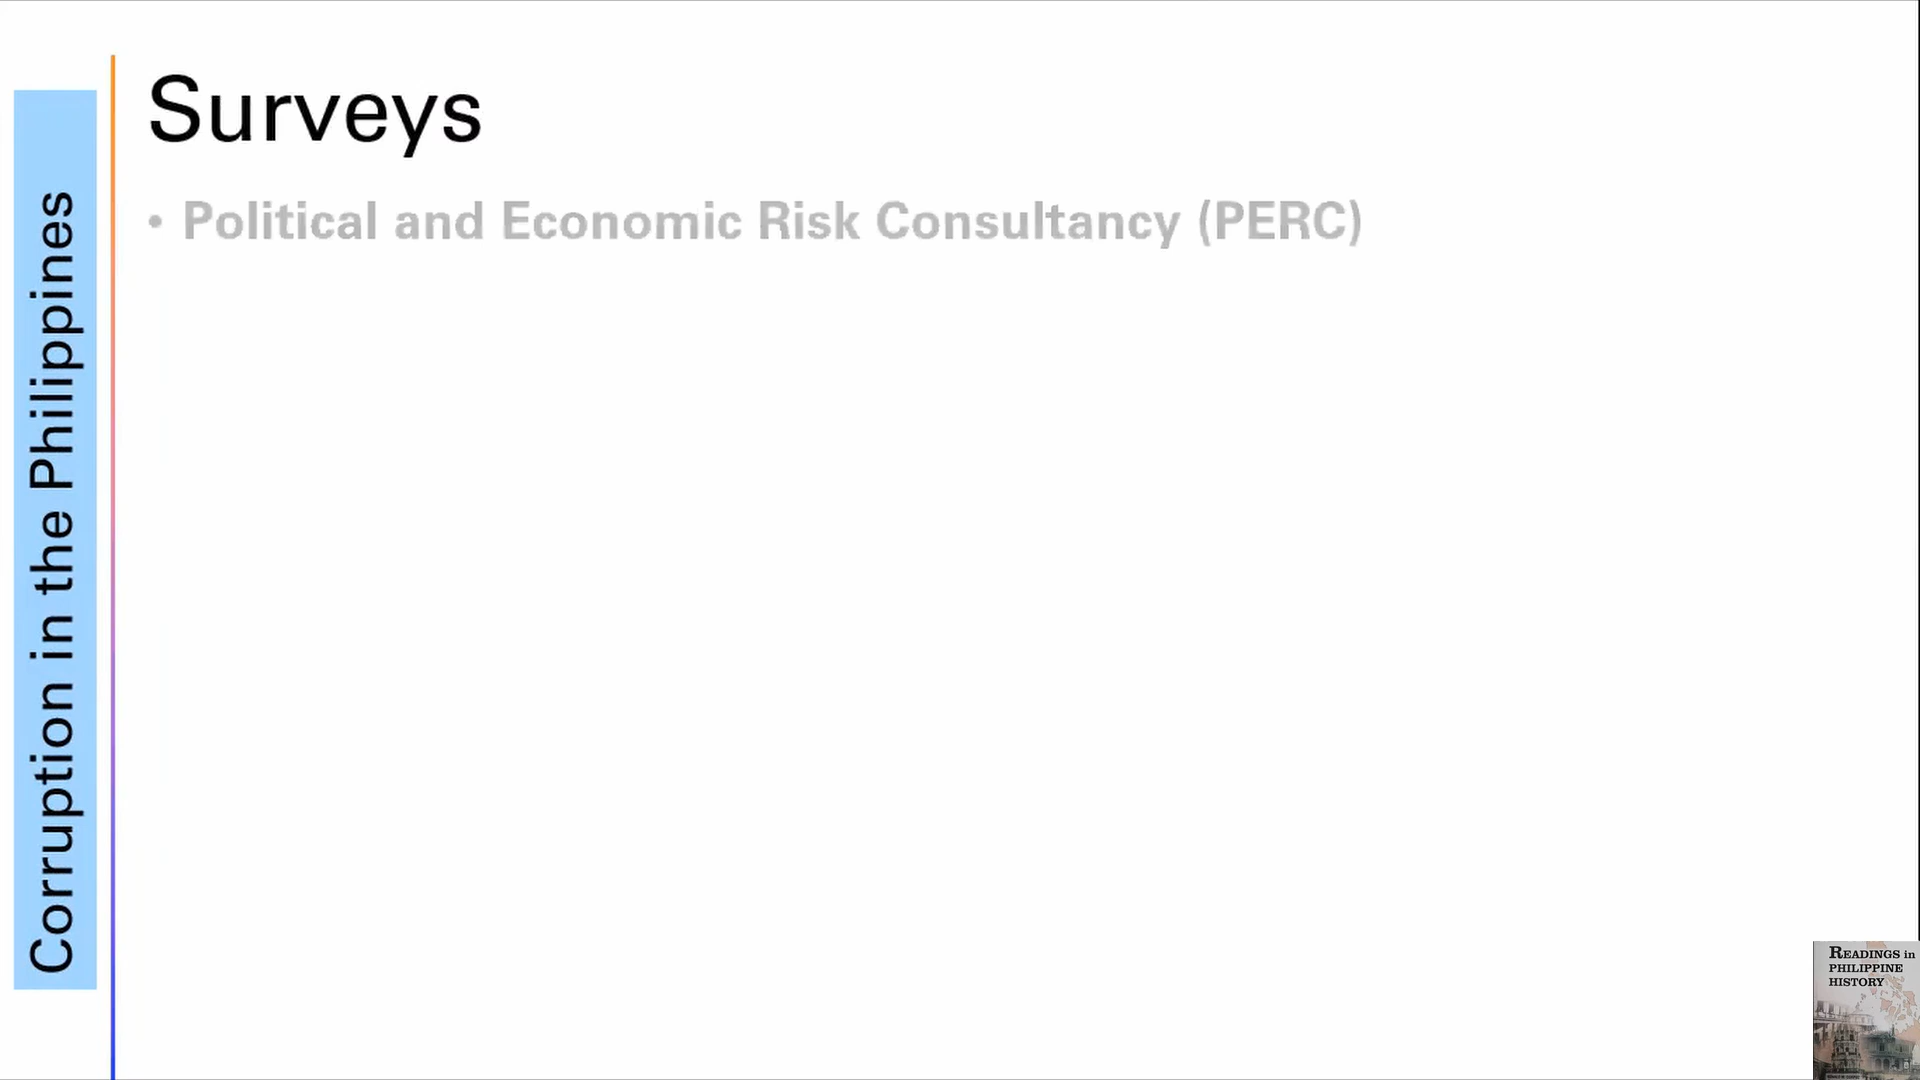 Surveys
• Political and Economic Risk Consultancy (PERC)
Corruption in the Philippines
READINGS in
PHILIPPINE
HISTORY